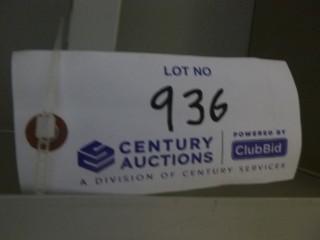 LOT NO
936
CENTURY AUCTIONS
POWERED BY
ClubBid
A DIVISION OF CENTURY SERVICES